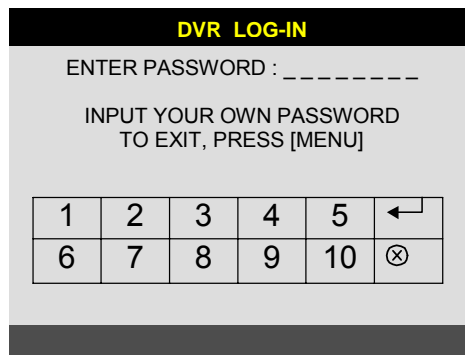 DVR LOG-IN
ENTER PASSWORD : _ _ _ _ _ _ _ _
INPUT YOUR OWN PASSWORD
TO EXIT, PRESS [MENU]
1 2 3 4 5
6 7 8 9 10